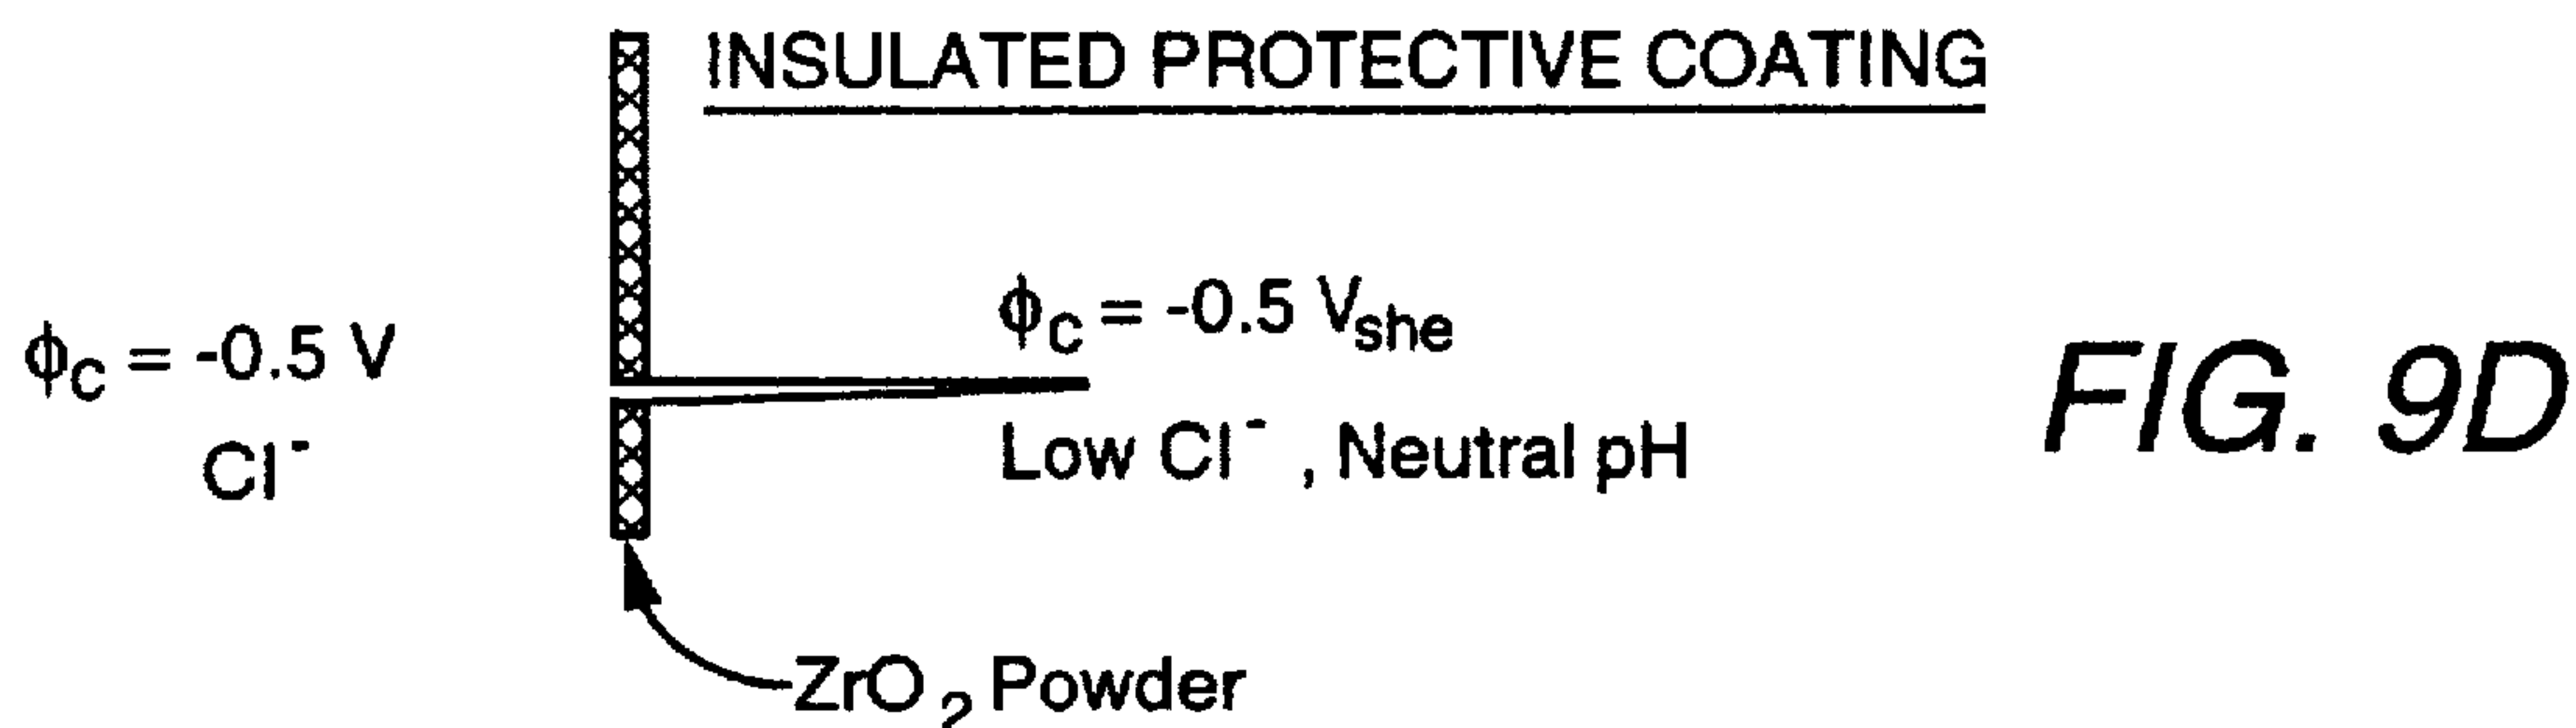 INSULATED PROTECTIVE COATING
ϕC = -0.5 V
Cl-
ϕC = -0.5 Vshe
Low Cl- , Neutral pH
ZrO2 Powder
FIG. 9D